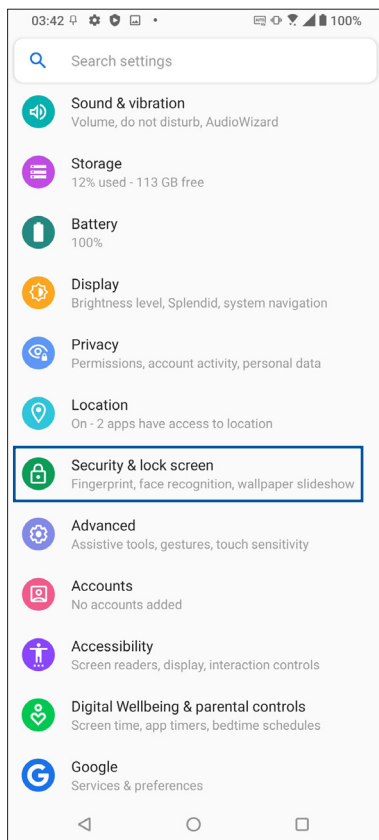 03:42 100%
Search settings
Sound & vibration
Volume, do not disturb, AudioWizard
Storage
12% used - 113 GB free
Battery
100%
Display
Brightness level, Splendid, system navigation
Privacy
Permissions, account activity, personal data
Location
On - 2 apps have access to location
Security & lock screen
Fingerprint, face recognition, wallpaper slideshow
Advanced
Assistive tools, gestures, touch sensitivity
Accounts
No accounts added
Accessibility
Screen readers, display, interaction controls
Digital Wellbeing & parental controls
Screen time, app timers, bedtime schedules
Google
Services & preferences